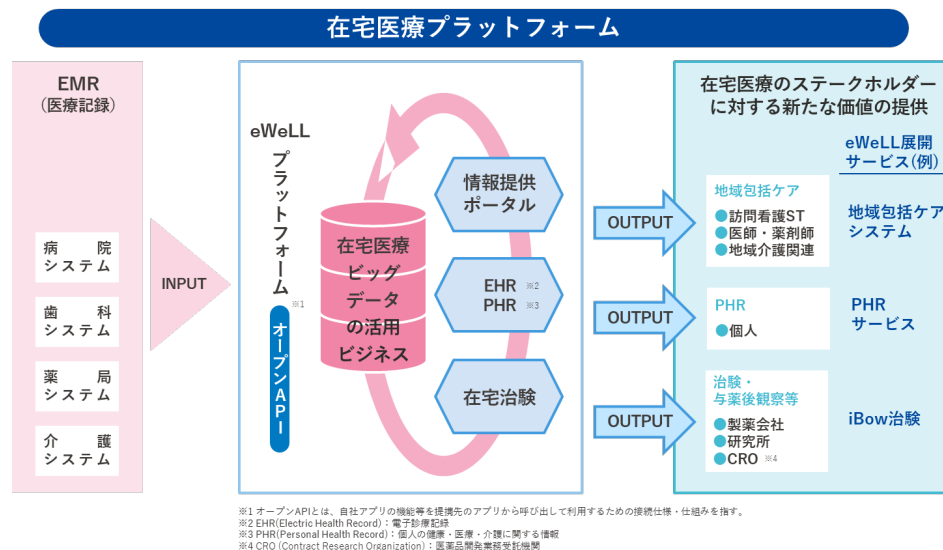 在宅医療プラットフォーム
EMR
(医療記録)
病院
システム
歯科
システム
薬局
システム
介護
システム
INPUT
eWeLL
プラットフォーム
※1
オープンAPI
在宅医療
ビッグ
データ
の活用
ビジネス
情報提供
ポータル
EHR ※2
PHR ※3
在宅治験
OUTPUT
OUTPUT
OUTPUT
在宅医療のステークホルダー
に対する新たな価値の提供
eWeLL展開
サービス(例)
地域包括ケア
●訪問看護ST
●医師・薬剤師
●地域介護関連
地域包括ケア
システム
PHR
●個人
PHR
サービス
治験・
与薬後観察等
●製薬会社
●研究所
●CRO ※4
iBow治験
※1 オープンAPIとは、自社アプリの機能等を提携先のアプリから呼び出して利用するための接続仕様・仕組みを指す。
※2 EHR(Electric Health Record)：電子診療記録
※3 PHR(Personal Health Record)：個人の健康・医療・介護に関する情報
※4 CRO (Contract Research Organization)：医薬品開発業務受託機関